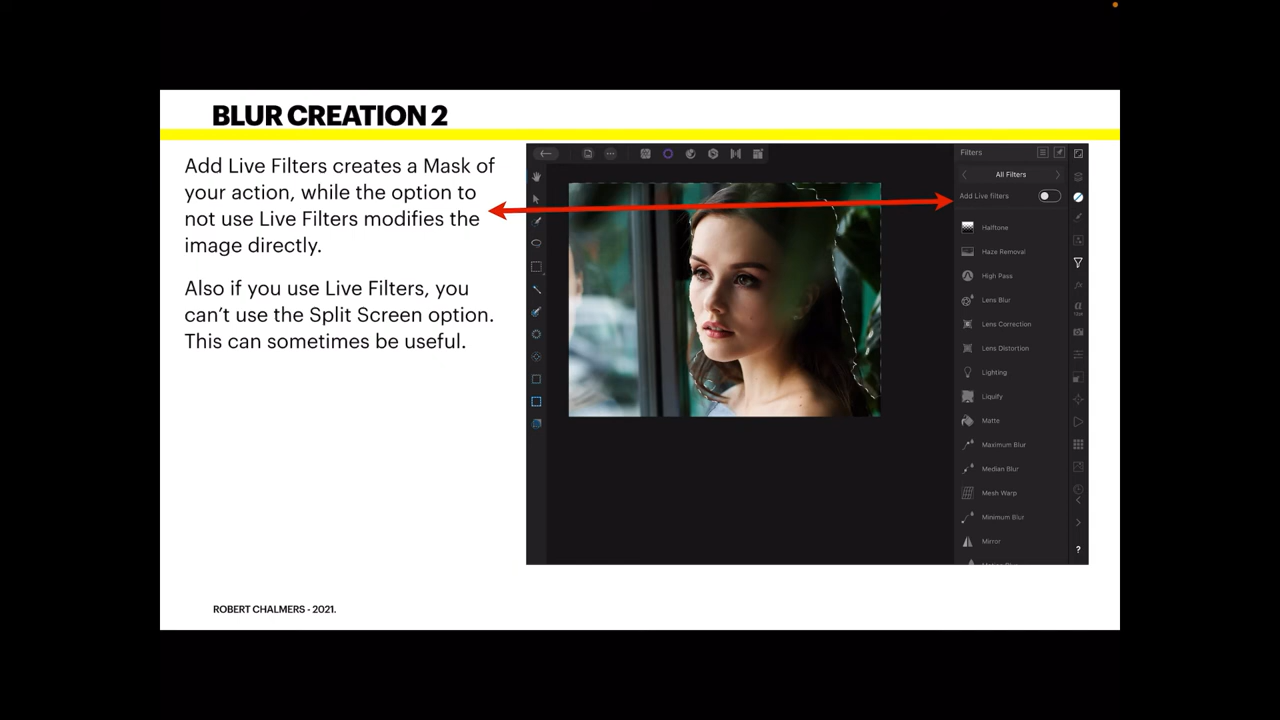 BLUR CREATION 2
Add Live Filters creates a Mask of
your action, while the option to
not use Live Filters modifies the
image directly.
Also if you use Live Filters, you
can't use the Split Screen option.
This can sometimes be useful.
Filters
All Filters
Add Live filters
Halftone
Haze Removal
High Pass
Lens Blur
Lens Correction
Lens Distortion
Lighting
Liquify
Matte
Maximum Blur
Median Blur
Mesh Warp
Minimum Blur
Mirror
?
ROBERT CHALMERS - 2021.